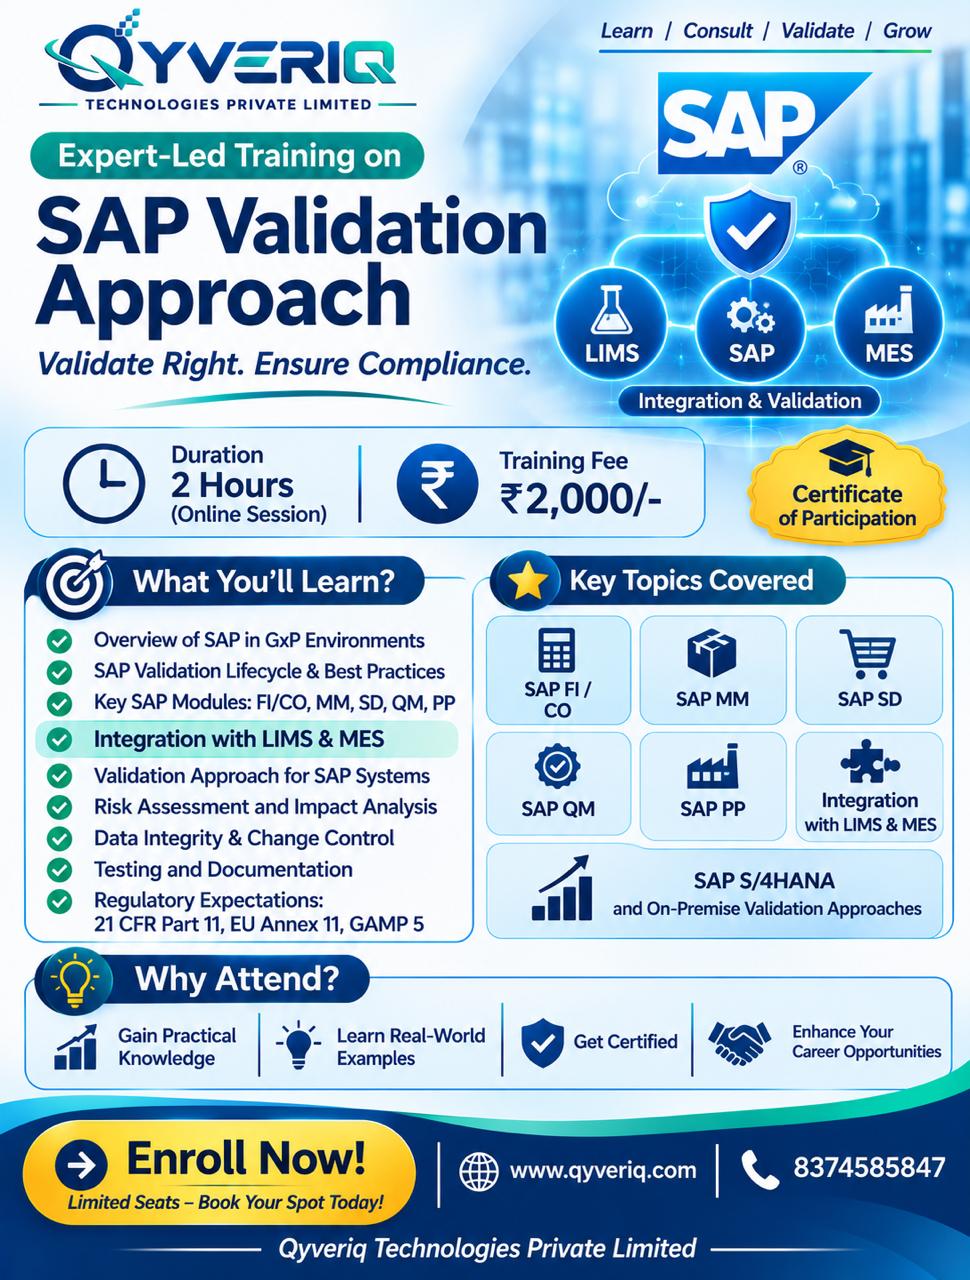 QYVERIQ
TECHNOLOGIES PRIVATE LIMITED
Learn / Consult / Validate / Grow
SAP
®
Expert-Led Training on
SAP Validation
Approach
Validate Right. Ensure Compliance.
LIMS
SAP
MES
Integration & Validation
Duration
2 Hours
(Online Session)
₹
Training Fee
₹2,000/-
Certificate
of Participation
What You'll Learn?
Overview of SAP in GxP Environments
SAP Validation Lifecycle & Best Practices
Key SAP Modules: FI/CO, MM, SD, QM, PP
Integration with LIMS & MES
Validation Approach for SAP Systems
Risk Assessment and Impact Analysis
Data Integrity & Change Control
Testing and Documentation
Regulatory Expectations:
21 CFR Part 11, EU Annex 11, GAMP 5
Key Topics Covered
SAP FI /
CO
SAP MM
SAP SD
SAP QM
SAP PP
Integration
with LIMS & MES
SAP S/4HANA
and On-Premise Validation Approaches
Why Attend?
Gain Practical
Knowledge
Learn Real-World
Examples
Get Certified
Enhance Your
Career Opportunities
Enroll Now!
Limited Seats – Book Your Spot Today!
www.qyveriq.com
8374585847
Qyveriq Technologies Private Limited